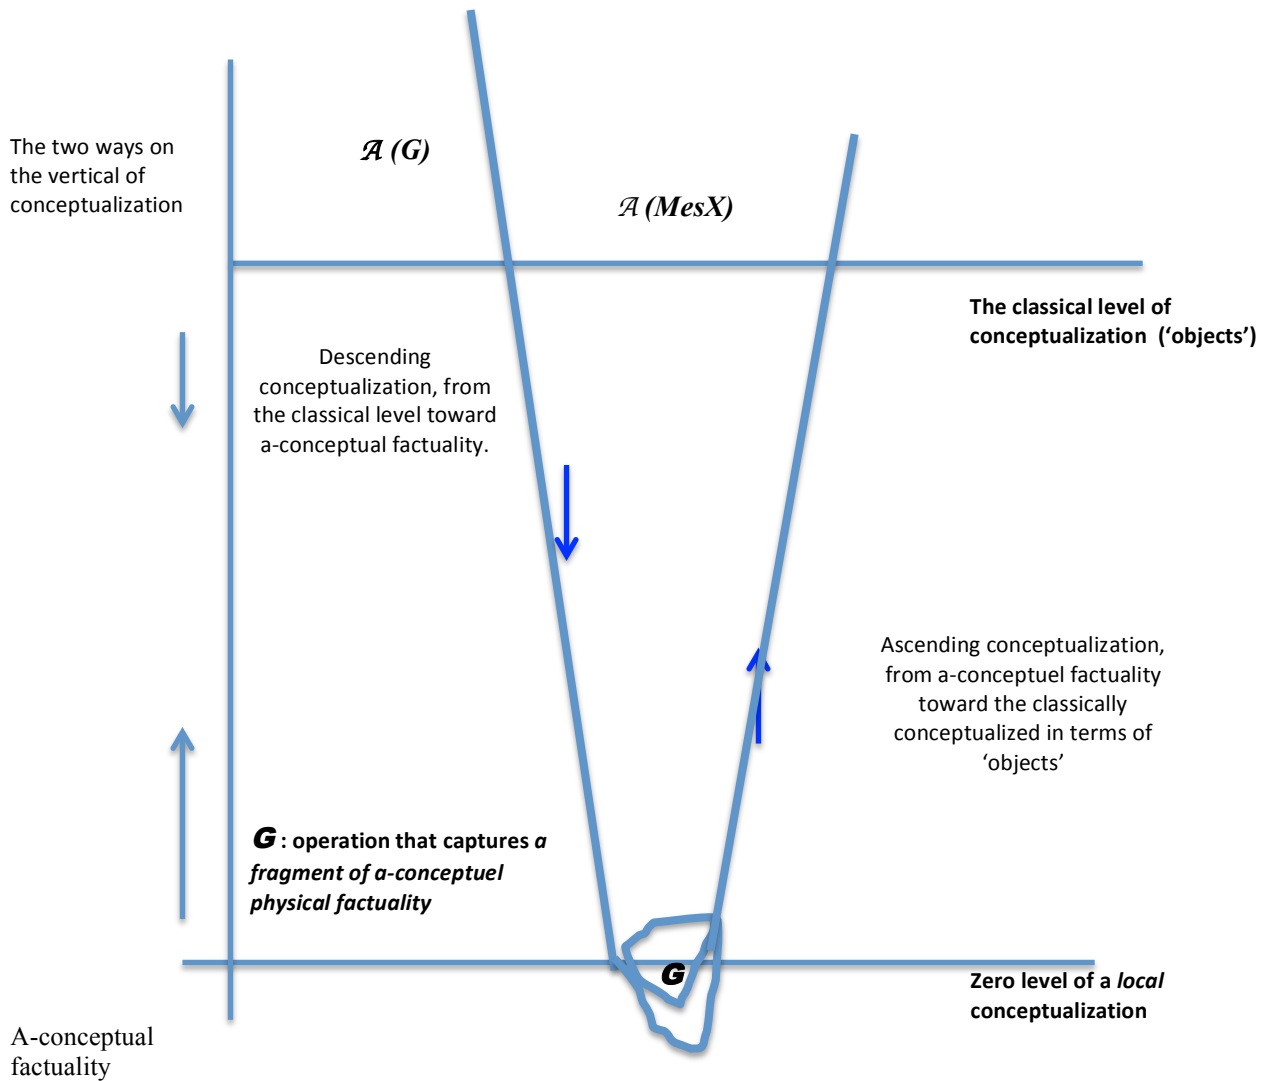 The two ways on
the vertical of
conceptualization
𝒜 (G)
𝒜 (MesX)
The classical level of
conceptualization (‘objects’)
Descending
conceptualization, from
the classical level toward
a-conceptual factuality.
Ascending conceptualization,
from a-conceptuel factuality
toward the classically
conceptualized in terms of
‘objects’
G : operation that captures a
fragment of a-conceptuel
physical factuality
G
Zero level of a local
conceptualization
A-conceptual
factuality